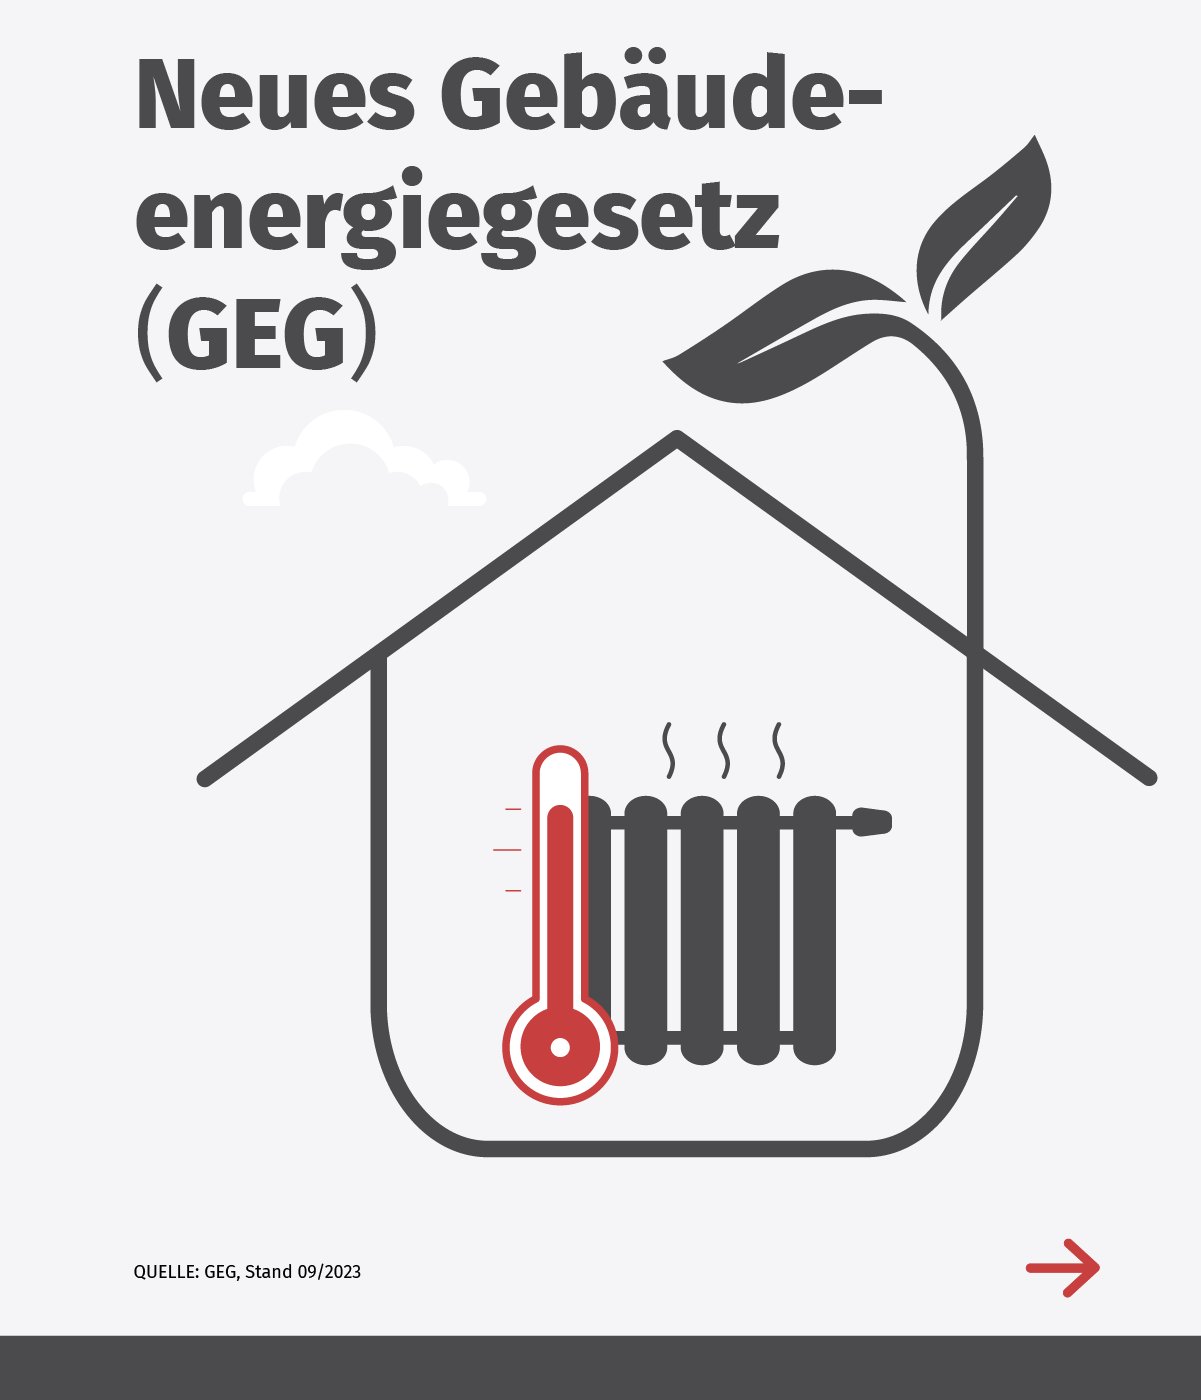 Neues Gebäude-
energiegesetz
(GEG)
QUELLE: GEG, Stand 09/2023